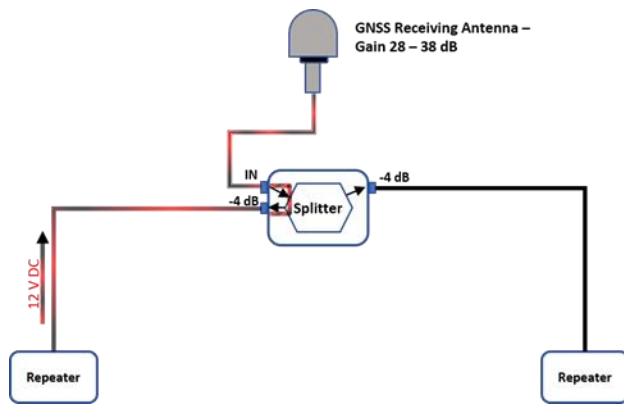 GNSS Receiving Antenna –
Gain 28 – 38 dB
IN
-4 dB
Splitter
-4 dB
12 V DC
Repeater
Repeater